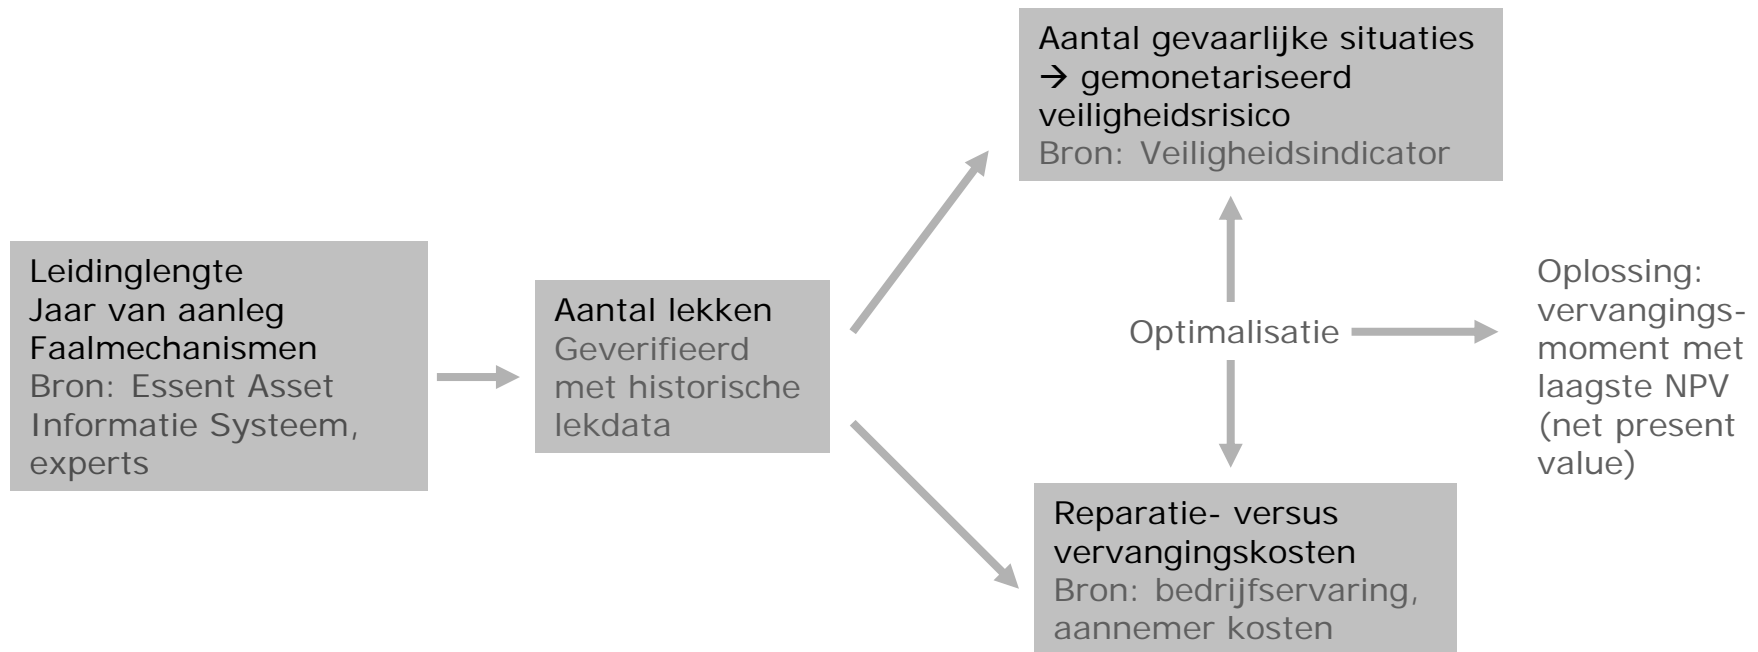 Leidinglengte
Jaar van aanleg
Faalmechanismen
Bron: Essent Asset
Informatie Systeem,
experts
Aantal lekken
Geverifieerd
met historische
lekdata
Aantal gevaarlijke situaties
→ gemonetariseerd
veiligheidsrisico
Bron: Veiligheidsindicator
Optimalisatie
Reparatie- versus
vervangingskosten
Bron: bedrijfservaring,
aannemer kosten
Oplossing:
vervangings-
moment met
laagste NPV
(net present
value)